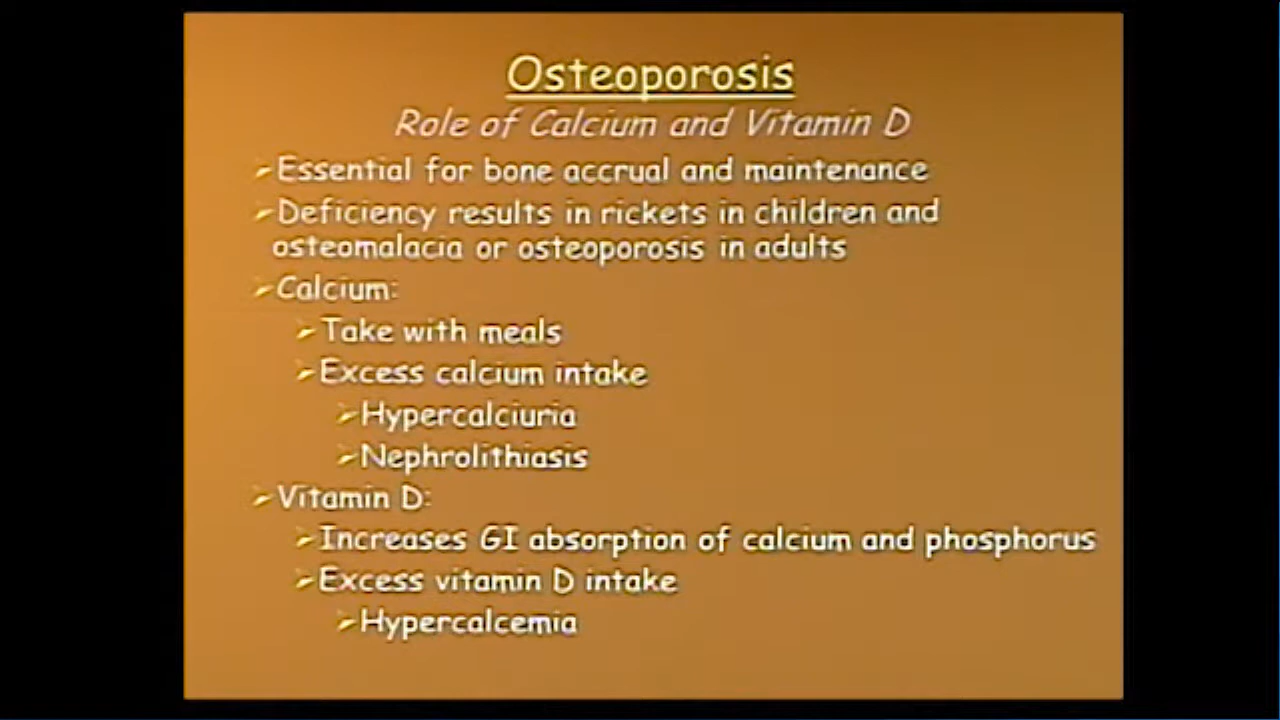 Osteoporosis
Role of Calcium and Vitamin D
Essential for bone accrual and maintenance
Deficiency results in rickets in children and
osteomalacia or osteoporosis in adults
Calcium:
Take with meals
Excess calcium intake
Hypercalciuria
Nephrolithiasis
Vitamin D:
Increases GI absorption of calcium and phosphorus
Excess vitamin D intake
Hypercalcemia